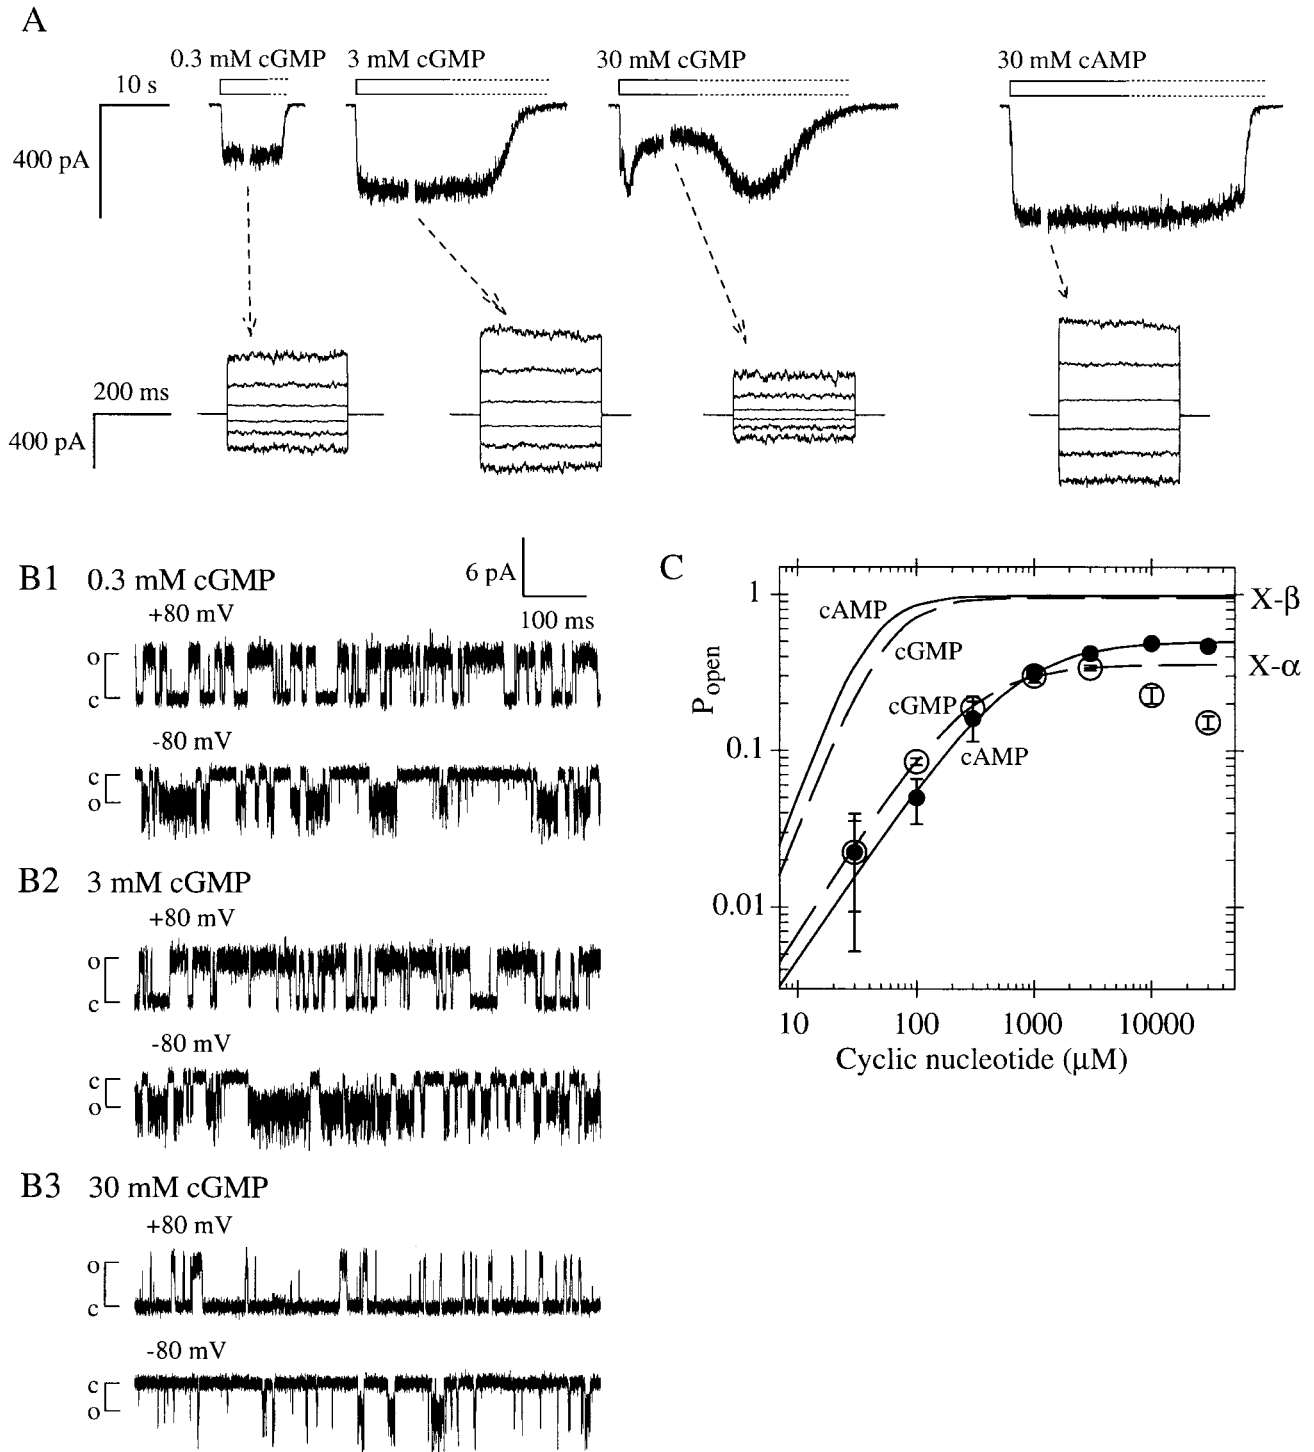 A
0.3 mM cGMP 3 mM cGMP 30 mM cGMP 30 mM cAMP
10 s
400 pA
200 ms
400 pA
B1 0.3 mM cGMP
6 pA
100 ms
+80 mV
o
c
-80 mV
c
o
B2 3 mM cGMP
+80 mV
o
c
-80 mV
c
o
B3 30 mM cGMP
+80 mV
o
c
-80 mV
c
o
C
1
0.1
0.01
Popen
cAMP
cGMP
cGMP
cAMP
X-β
X-α
10 100 1000 10000
Cyclic nucleotide (μM)